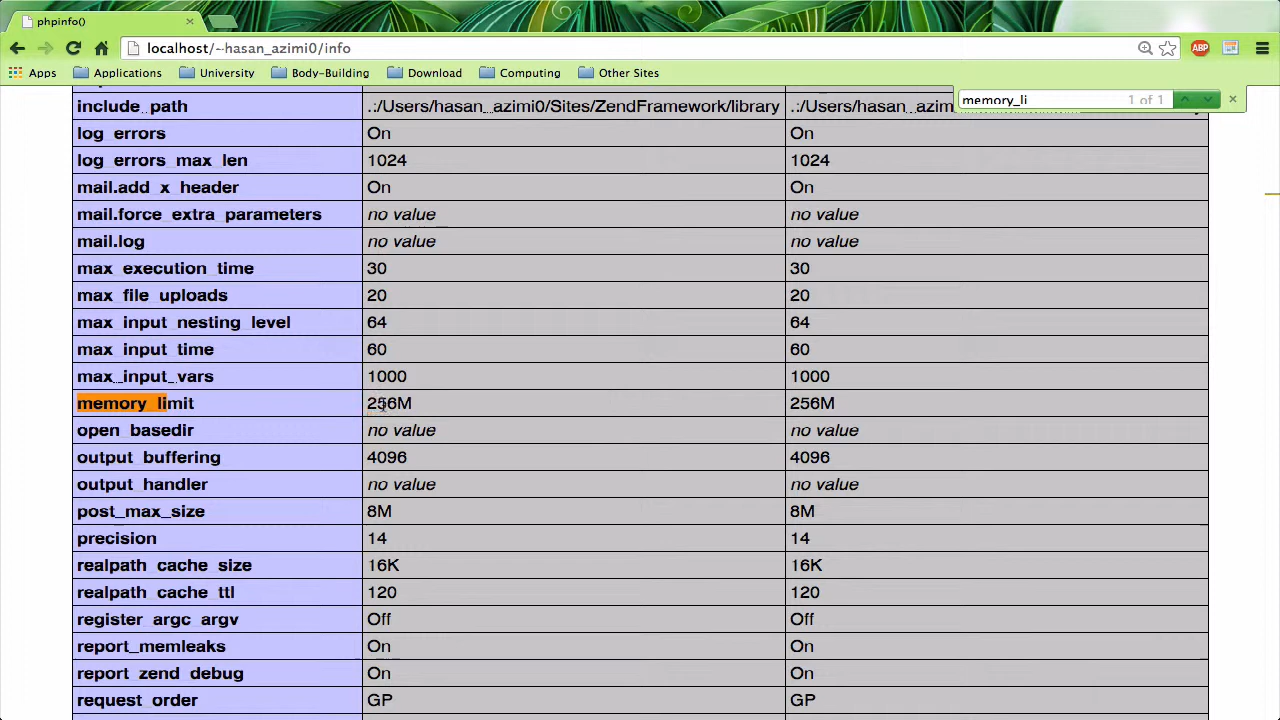 phpinfo()
localhost/~hasan_azimi0/info
ABP
Apps Applications University Body-Building Download Computing Other Sites
memory_li 1 of 1
include_path .:/Users/hasan_azimi0/Sites/ZendFramework/library .:/Users/hasan_azim
log_errors On On
log_errors_max_len 1024 1024
mail.add_x_header On On
mail.force_extra_parameters no value no value
mail.log no value no value
max_execution_time 30 30
max_file_uploads 20 20
max_input_nesting_level 64 64
max_input_time 60 60
max_input_vars 1000 1000
memory_limit 256M 256M
open_basedir no value no value
output_buffering 4096 4096
output_handler no value no value
post_max_size 8M 8M
precision 14 14
realpath_cache_size 16K 16K
realpath_cache_ttl 120 120
register_argc_argv Off Off
report_memleaks On On
report_zend_debug On On
request_order GP GP